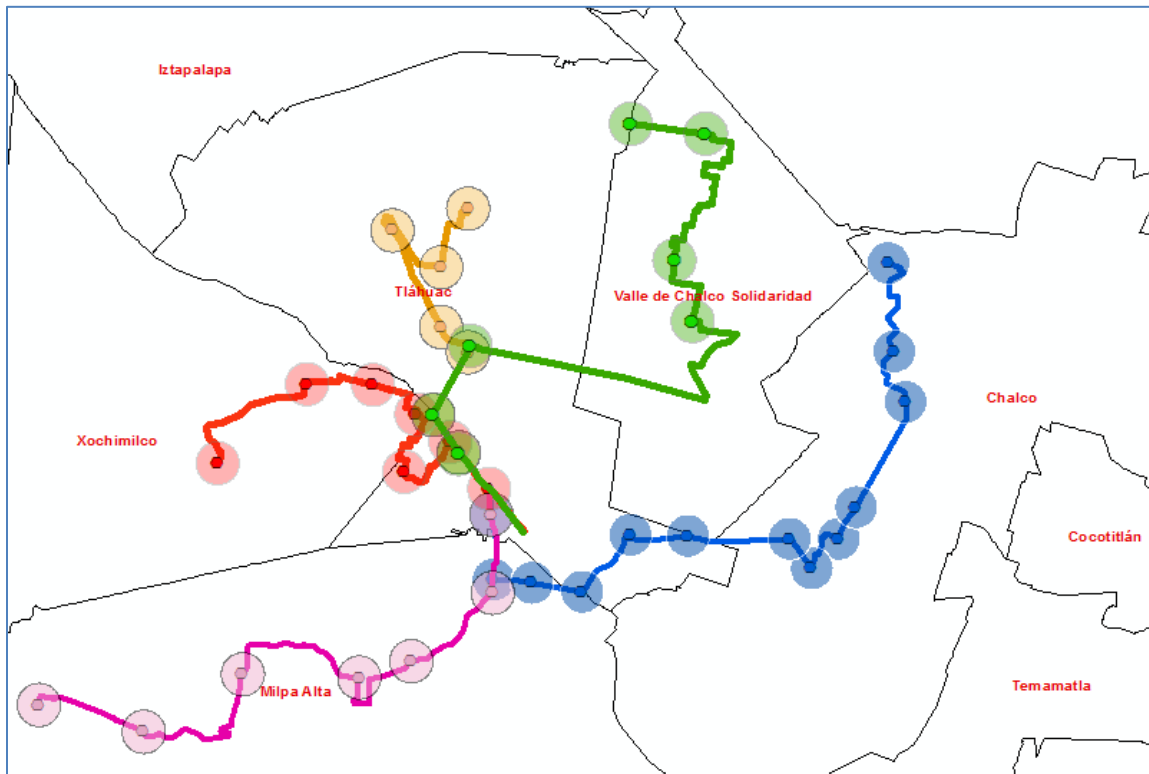 Iztapalapa
Tláhuac
Valle de Chalco Solidaridad
Chalco
Xochimilco
Cocotitlán
Milpa Alta
Temamatla